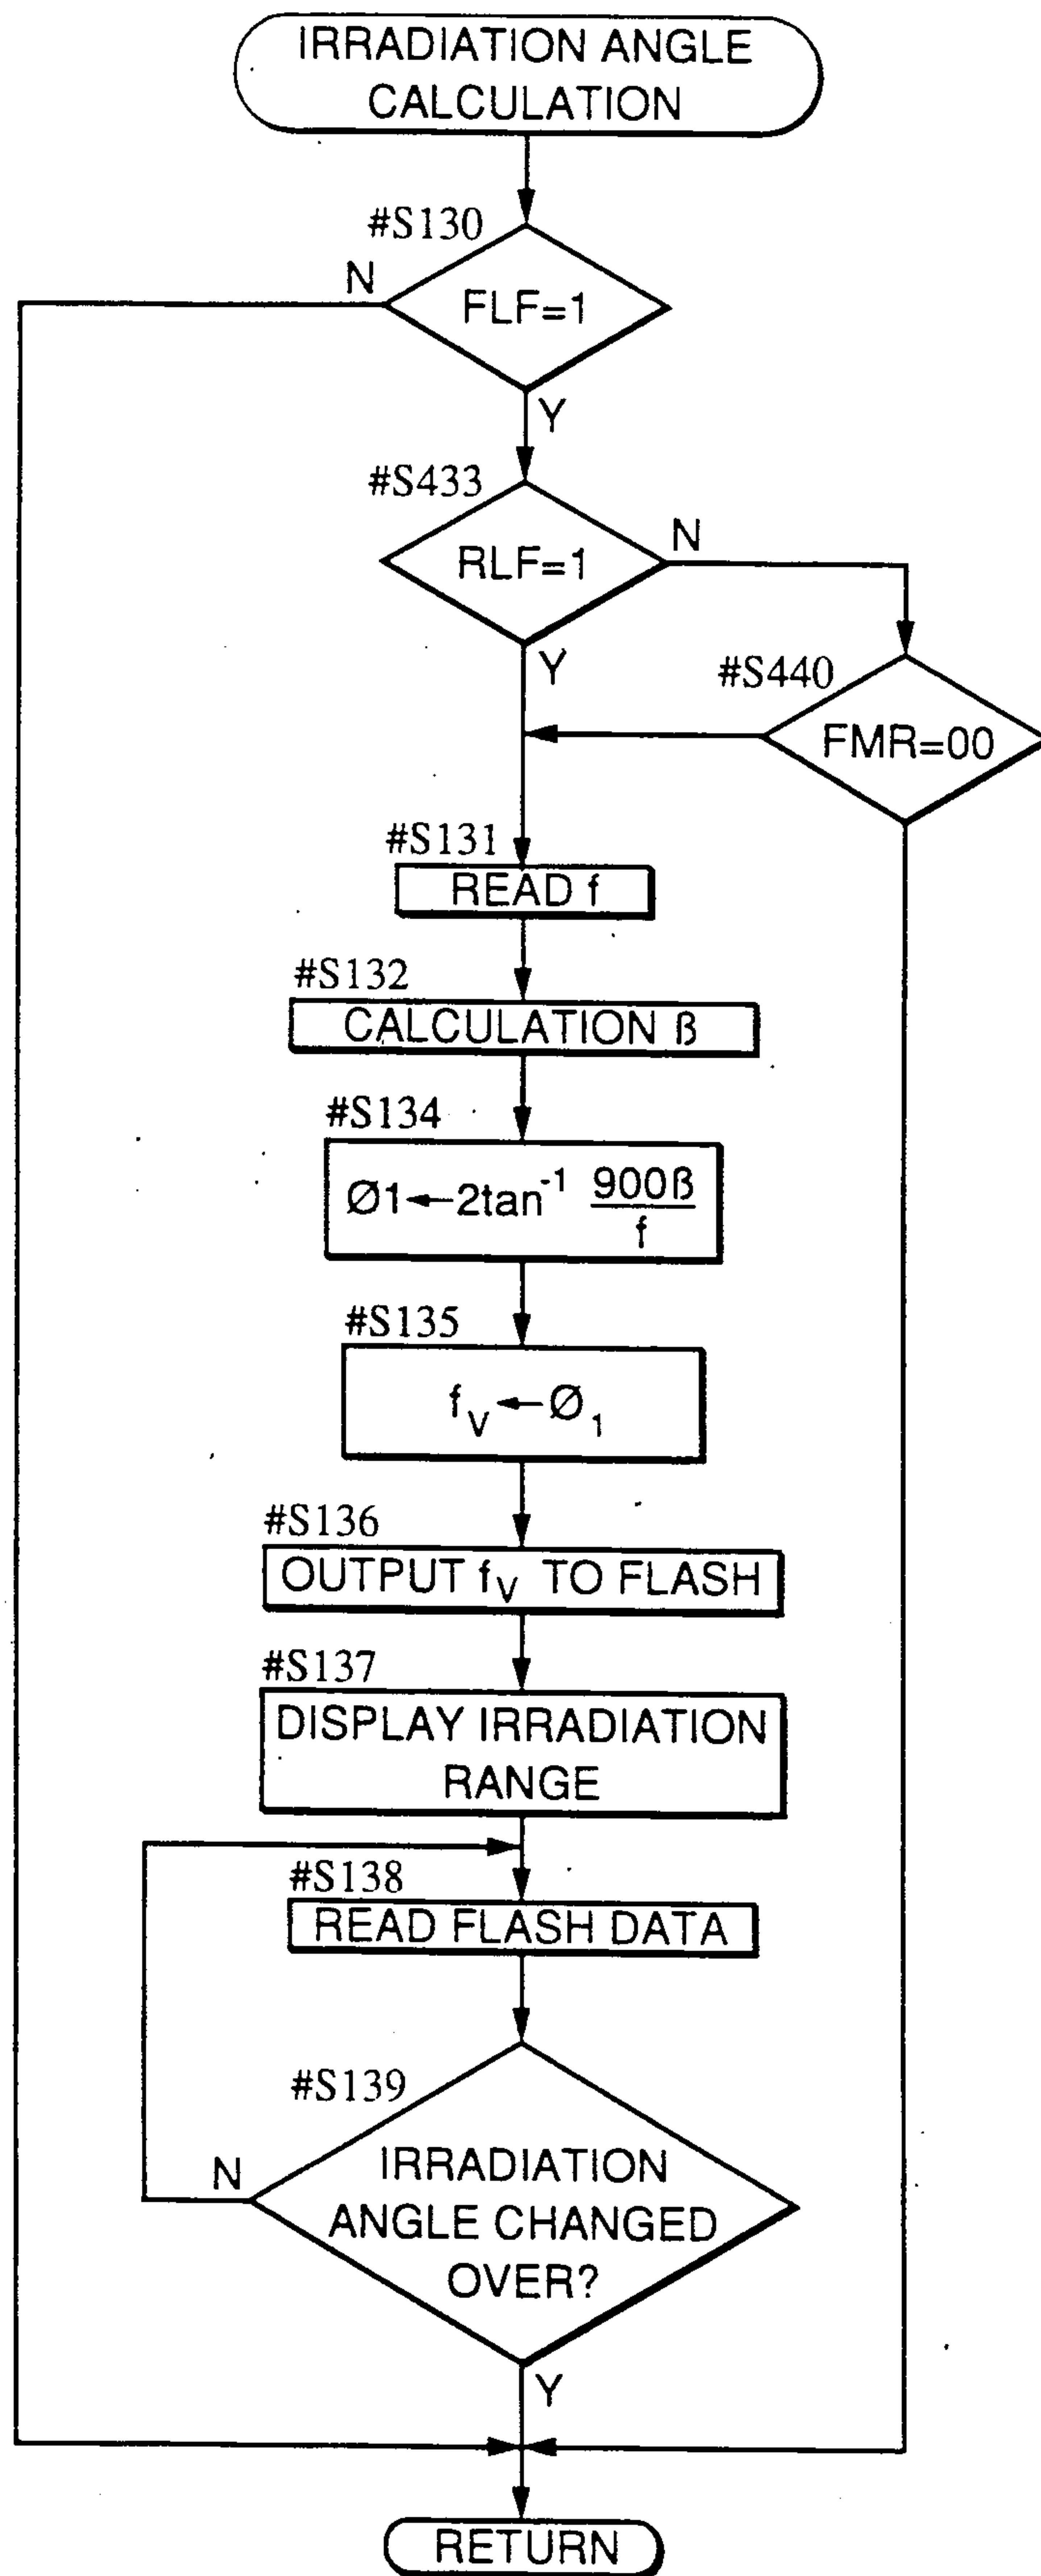 IRRADIATION ANGLE
CALCULATION
#S130
N
FLF=1
Y
#S433
RLF=1
N
Y
#S440
FMR=00
#S131
READ f
#S132
CALCULATION ß
#S134
Ø1←2tan⁻¹ 900ß
f
#S135
fV←Ø1
#S136
OUTPUT fV TO FLASH
#S137
DISPLAY IRRADIATION
RANGE
#S138
READ FLASH DATA
#S139
N
IRRADIATION
ANGLE CHANGED
OVER?
Y
RETURN